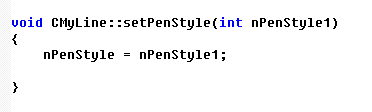 void CMyLine::setPenStyle(int nPenStyle1)
{
    nPenStyle = nPenStyle1;
}